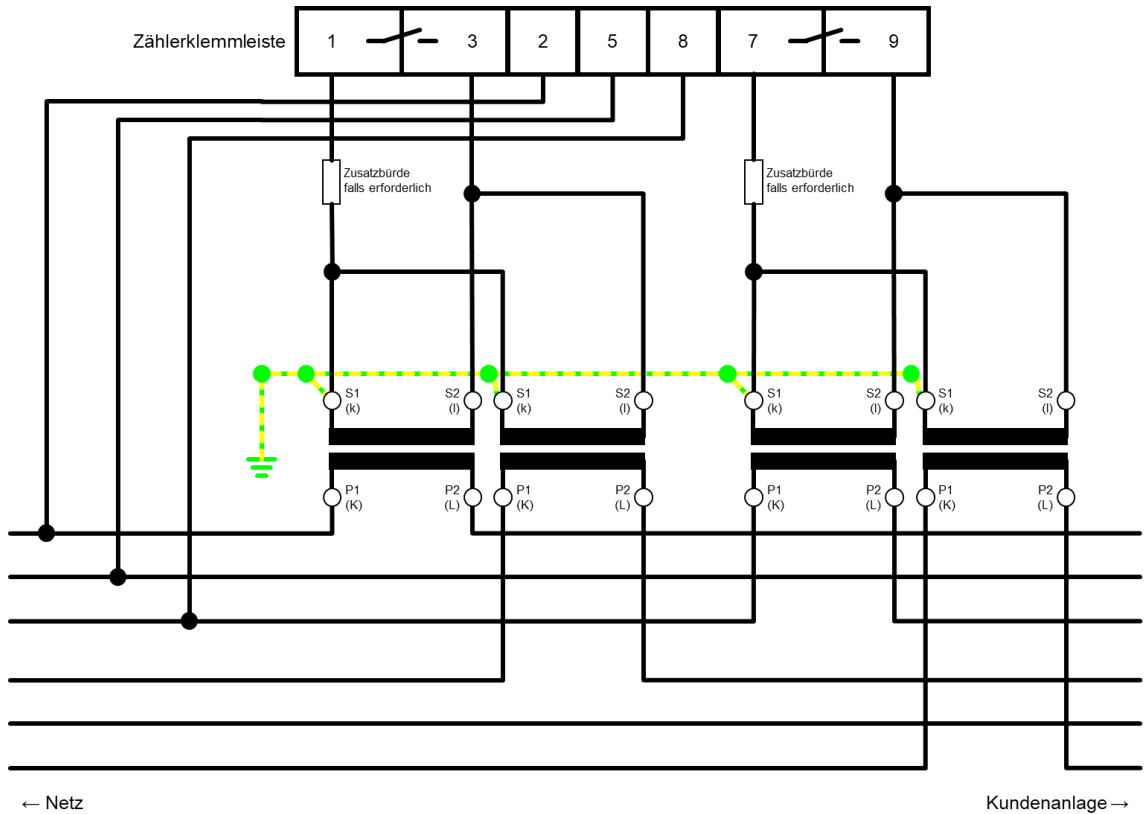 Zählerklemmleiste 1 3 2 5 8 7 9
Zusatzbürde
falls erforderlich
Zusatzbürde
falls erforderlich
S1
(k)
S2
(l)
S1
(k)
S2
(l)
S1
(k)
S2
(l)
S1
(k)
S2
(l)
P1
(K)
P2
(L)
P1
(K)
P2
(L)
P1
(K)
P2
(L)
P1
(K)
P2
(L)
← Netz
Kundenanlage →